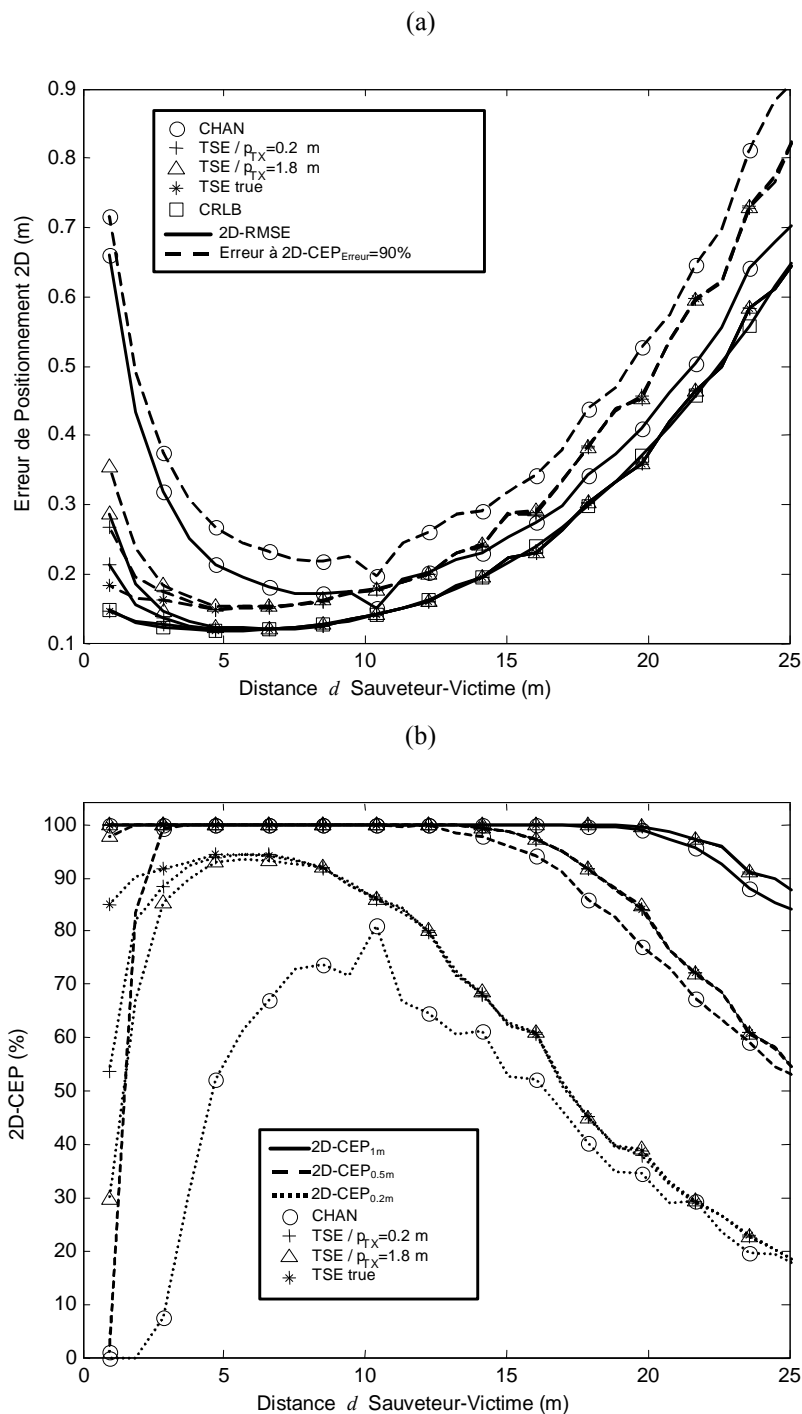 (a)
0.9
0.8
0.7
0.6
0.5
0.4
0.3
0.2
0.1
Erreur de Positionnement 2D (m)
CHAN
TSE / pTX=0.2 m
TSE / pTX=1.8 m
TSE true
CRLB
2D-RMSE
Erreur à 2D-CEPErreur=90%
0 5 10 15 20 25
Distance d Sauveteur-Victime (m)
(b)
100
90
80
70
60
50
40
30
20
10
0
2D-CEP (%)
2D-CEP1m
2D-CEP0.5m
2D-CEP0.2m
CHAN
TSE / pTX=0.2 m
TSE / pTX=1.8 m
TSE true
0 5 10 15 20 25
Distance d Sauveteur-Victime (m)